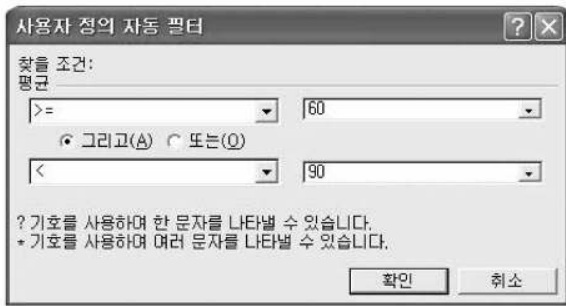 사용자 정의 자동 필터
찾을 조건:
평균
>= 60
그리고(A) 또는(O)
< 90
? 기호를 사용하여 한 문자를 나타낼 수 있습니다.
* 기호를 사용하여 여러 문자를 나타낼 수 있습니다.
확인 취소